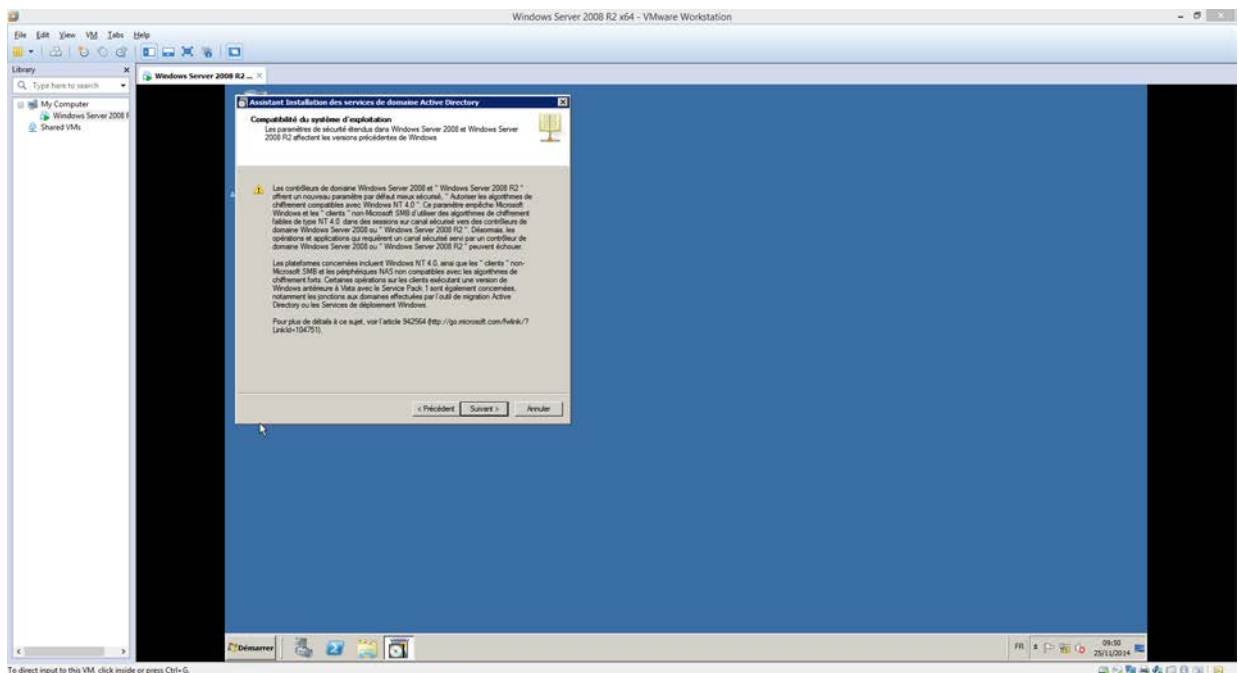 Windows Server 2008 R2 x64 - VMware Workstation
File Edit View VM Tabs Help
Library
Windows Server 2008 R2 ...
Type here to search
My Computer
Windows Server 2008 R
Shared VMs
Assistant Installation des services de domaine Active Directory
Compatibilité du système d'exploitation
Les paramètres de sécurité étendus dans Windows Server 2008 et Windows Server
2008 R2 affectent les versions précédentes de Windows
Les contrôleurs de domaine Windows Server 2008 et " Windows Server 2008 R2 "
offrent un nouveau paramètre par défaut mieux sécurisé, " Autoriser les algorithmes de
chiffrement compatibles avec Windows NT 4.0 ". Ce paramètre empêche Microsoft
Windows et les " clients " non-Microsoft SMB d'utiliser des algorithmes de chiffrement
faibles de type NT 4.0 dans des sessions sur canal sécurisé vers des contrôleurs de
domaine Windows Server 2008 ou " Windows Server 2008 R2 ". Désormais, les
opérations et applications qui requièrent un canal sécurisé servi par un contrôleur de
domaine Windows Server 2008 ou " Windows Server 2008 R2 " peuvent échouer.
Les plateformes concernées incluent Windows NT 4.0, ainsi que les " clients " non-
Microsoft SMB et les périphériques NAS non compatibles avec les algorithmes de
chiffrement forts. Certaines opérations sur les clients exécutant une version de
Windows antérieure à Vista avec le Service Pack 1 sont également concernées,
notamment les jonctions aux domaines effectuées par l'outil de migration Active
Directory ou les Services de déploiement Windows.
Pour plus de détails à ce sujet, voir l'article 942564 (http://go.microsoft.com/fwlink/?
LinkId=104751).
< Précédent Suivant > Annuler
Démarrer
FR
09:50
25/11/2014
To direct input to this VM, click inside or press Ctrl+G.